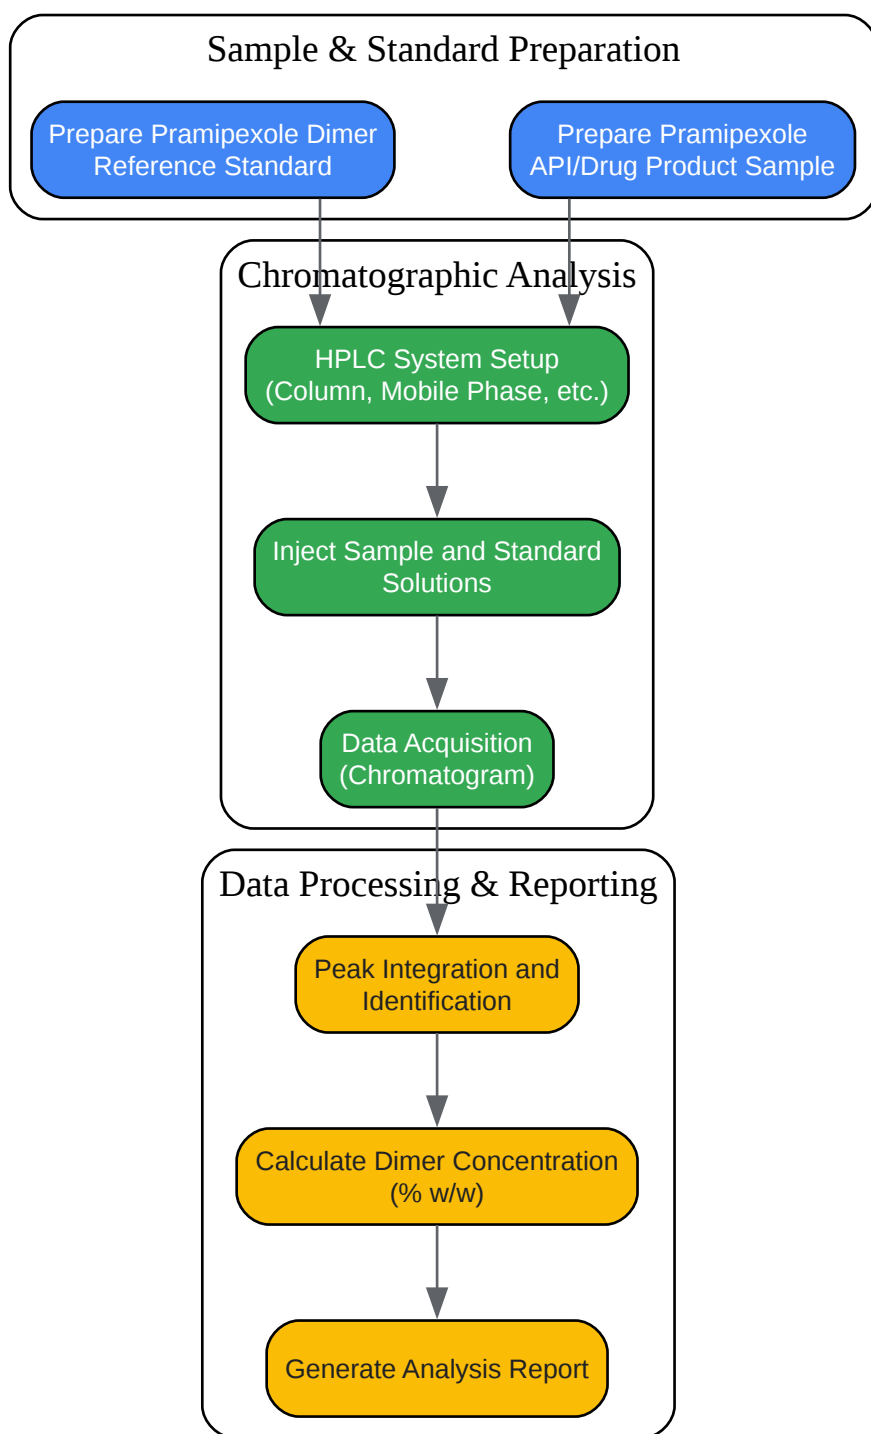 Sample & Standard Preparation
Prepare Pramipexole Dimer
Reference Standard
Prepare Pramipexole
API/Drug Product Sample
Chromatographic Analysis
HPLC System Setup
(Column, Mobile Phase, etc.)
Inject Sample and Standard
Solutions
Data Acquisition
(Chromatogram)
Data Processing & Reporting
Peak Integration and
Identification
Calculate Dimer Concentration
(% w/w)
Generate Analysis Report